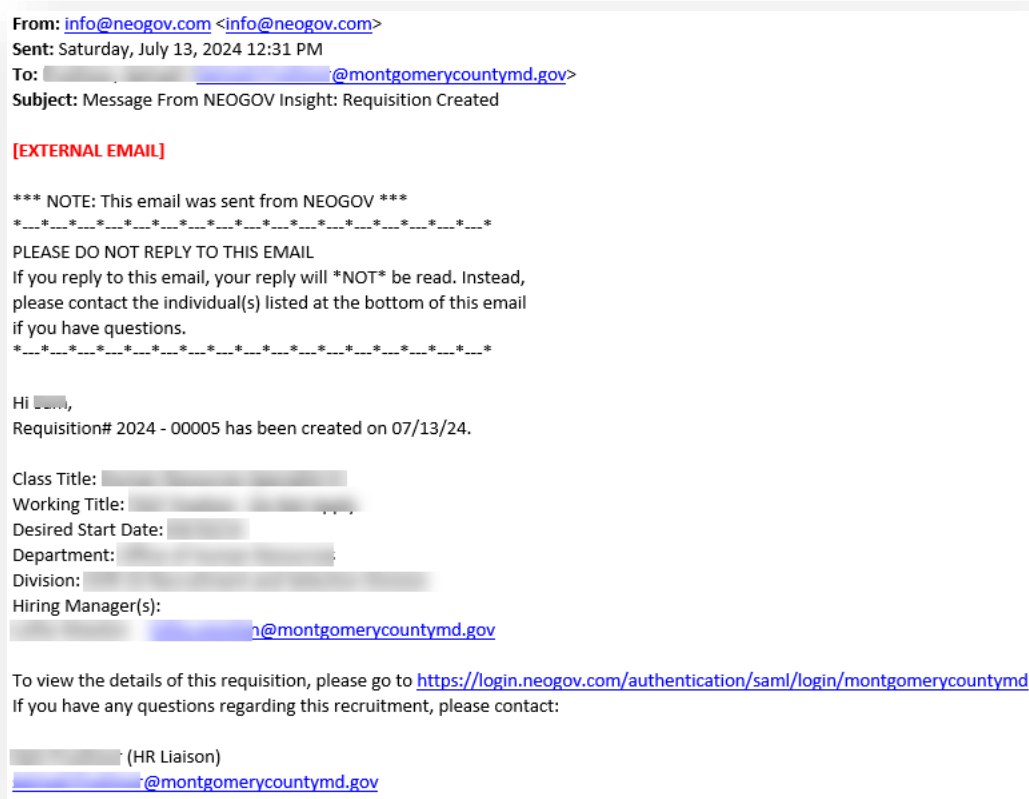 From: info@neogov.com <info@neogov.com>
Sent: Saturday, July 13, 2024 12:31 PM
To: @montgomerycountymd.gov>
Subject: Message From NEOGOV Insight: Requisition Created
[EXTERNAL EMAIL]
*** NOTE: This email was sent from NEOGOV ***
*---*---*---*---*---*---*---*---*---*---*---*---*---*---*---*---*---*
PLEASE DO NOT REPLY TO THIS EMAIL
If you reply to this email, your reply will *NOT* be read. Instead,
please contact the individual(s) listed at the bottom of this email
if you have questions.
*---*---*---*---*---*---*---*---*---*---*---*---*---*---*---*---*---*
Hi ,
Requisition# 2024 - 00005 has been created on 07/13/24.
Class Title:
Working Title:
Desired Start Date:
Department:
Division:
Hiring Manager(s):
n@montgomerycountymd.gov
To view the details of this requisition, please go to https://login.neogov.com/authentication/saml/login/montgomerycountymd
If you have any questions regarding this recruitment, please contact:
(HR Liaison)
@montgomerycountymd.gov